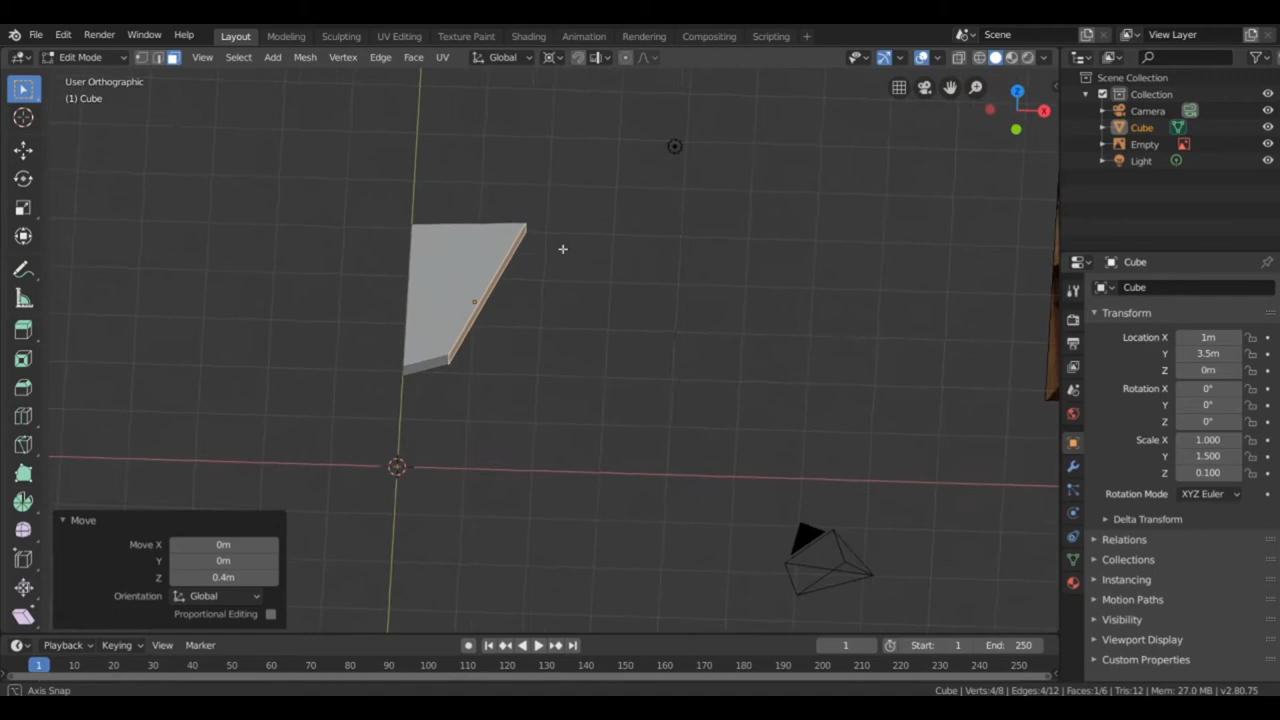 File Edit Render Window Help Layout Modeling Sculpting UV Editing Texture Paint Shading Animation Rendering Compositing Scripting + Scene View Layer
Edit Mode View Select Add Mesh Vertex Edge Face UV Global
User Orthographic
(1) Cube
Z
X
Scene Collection
Collection
Camera
Cube
Empty
Light
Cube
Cube
Transform
Location X 1m
Y 3.5m
Z 0m
Rotation X 0°
Y 0°
Z 0°
Scale X 1.000
Y 1.500
Z 0.100
Rotation Mode XYZ Euler
Delta Transform
Relations
Collections
Instancing
Motion Paths
Visibility
Viewport Display
Custom Properties
Move
Move X 0m
Y 0m
Z 0.4m
Orientation Global
Proportional Editing
Playback Keying View Marker 1 Start: 1 End: 250
1 10 20 30 40 50 60 70 80 90 100 110 120 130 140 150 160 170 180 190 200 210 220 230 240 250
Axis Snap Cube | Verts:4/8 | Edges:4/12 | Faces:1/6 | Tris:12 | Mem: 27.0 MB | v2.80.75